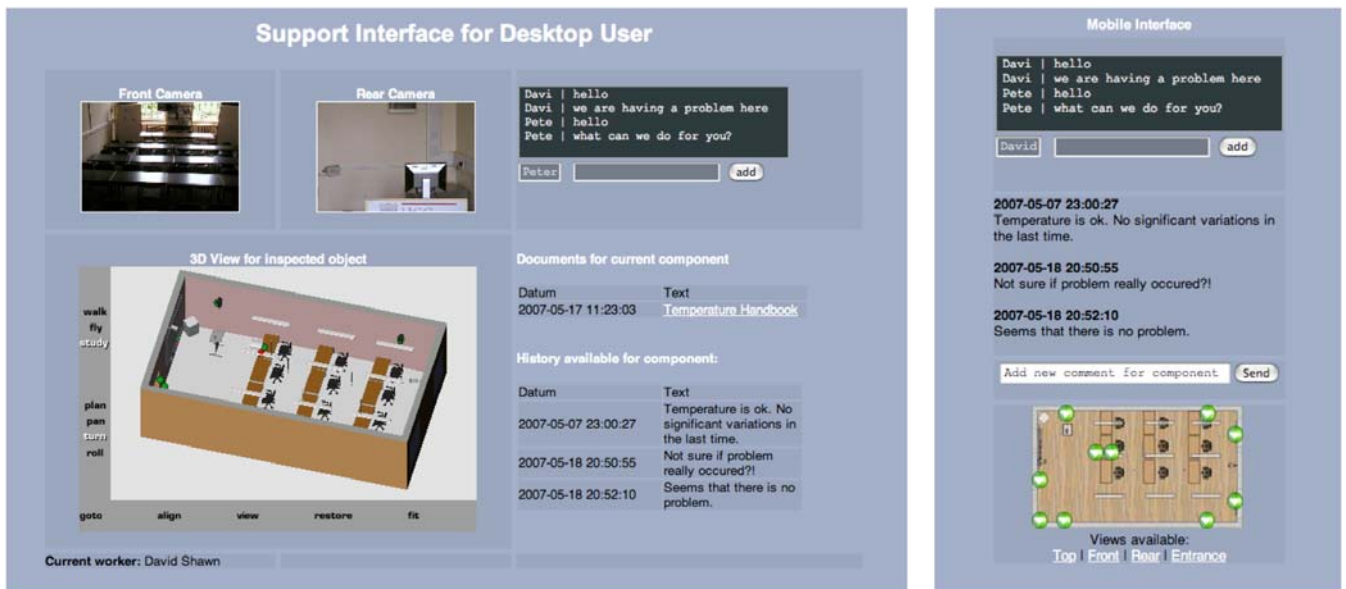 Support Interface for Desktop User
Front Camera
Rear Camera
Davi | hello
Davi | we are having a problem here
Pete | hello
Pete | what can we do for you?
Peter
add
3D View for inspected object
walk
fly
study
plan
pan
turn
roll
goto align view restore fit
Documents for current component
Datum Text
2007-05-17 11:23:03 Temperature Handbook
History available for component:
Datum Text
2007-05-07 23:00:27 Temperature is ok. No
significant variations in
the last time.
2007-05-18 20:50:55 Not sure if problem
really occured?!
2007-05-18 20:52:10 Seems that there is no
problem.
Current worker: David Shawn
Mobile Interface
Davi | hello
Davi | we are having a problem here
Pete | hello
Pete | what can we do for you?
David
add
2007-05-07 23:00:27
Temperature is ok. No significant variations in
the last time.
2007-05-18 20:50:55
Not sure if problem really occured?!
2007-05-18 20:52:10
Seems that there is no problem.
Add new comment for component Send
Views available:
Top | Front | Rear | Entrance